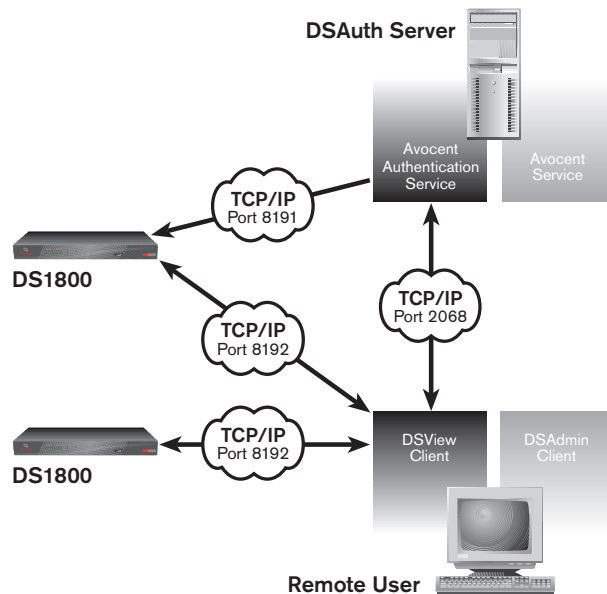 DSAuth Server
Avocent
Authentication
Service
Avocent
Service
TCP/IP
Port 8191
DS1800
TCP/IP
Port 2068
TCP/IP
Port 8192
DSView
Client
DSAdmin
Client
TCP/IP
Port 8192
DS1800
Remote User